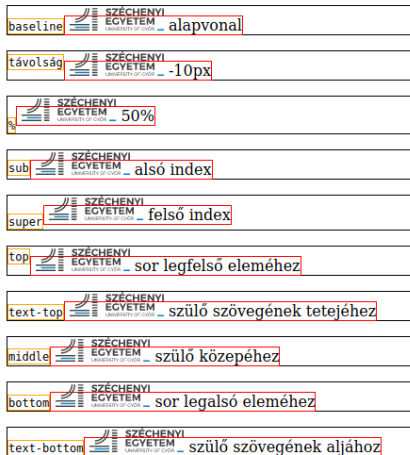 baseline SZÉCHENYI EGYETEM UNIVERSITY OF GYŐR _ alapvonal
távolság SZÉCHENYI EGYETEM UNIVERSITY OF GYŐR _ -10px
% SZÉCHENYI EGYETEM UNIVERSITY OF GYŐR _ 50%
sub SZÉCHENYI EGYETEM UNIVERSITY OF GYŐR _ alsó index
super SZÉCHENYI EGYETEM UNIVERSITY OF GYŐR _ felső index
top SZÉCHENYI EGYETEM UNIVERSITY OF GYŐR _ sor legfelső eleméhez
text-top SZÉCHENYI EGYETEM UNIVERSITY OF GYŐR _ szülő szövegének tetejéhez
middle SZÉCHENYI EGYETEM UNIVERSITY OF GYŐR _ szülő közepéhez
bottom SZÉCHENYI EGYETEM UNIVERSITY OF GYŐR _ sor legalsó eleméhez
text-bottom SZÉCHENYI EGYETEM UNIVERSITY OF GYŐR _ szülő szövegének aljához